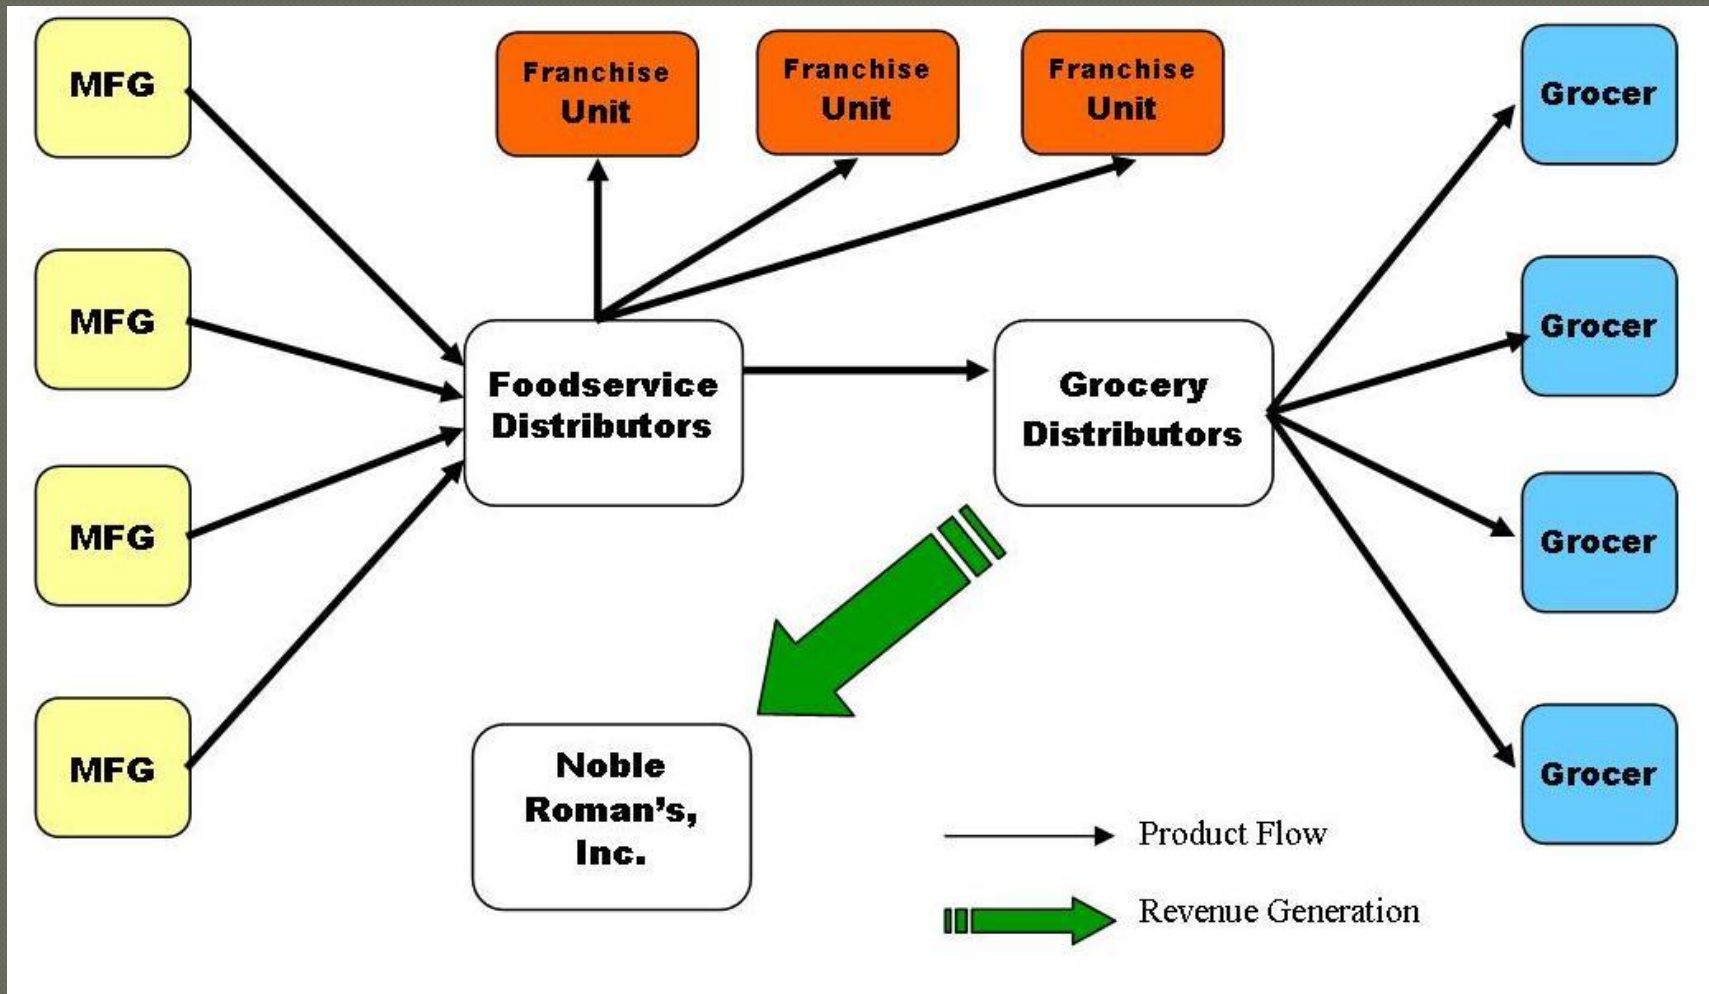 MFG
MFG
MFG
MFG
Franchise
Unit
Franchise
Unit
Franchise
Unit
Foodservice
Distributors
Grocery
Distributors
Grocer
Grocer
Grocer
Grocer
Noble
Roman's,
Inc.
Product Flow
Revenue Generation